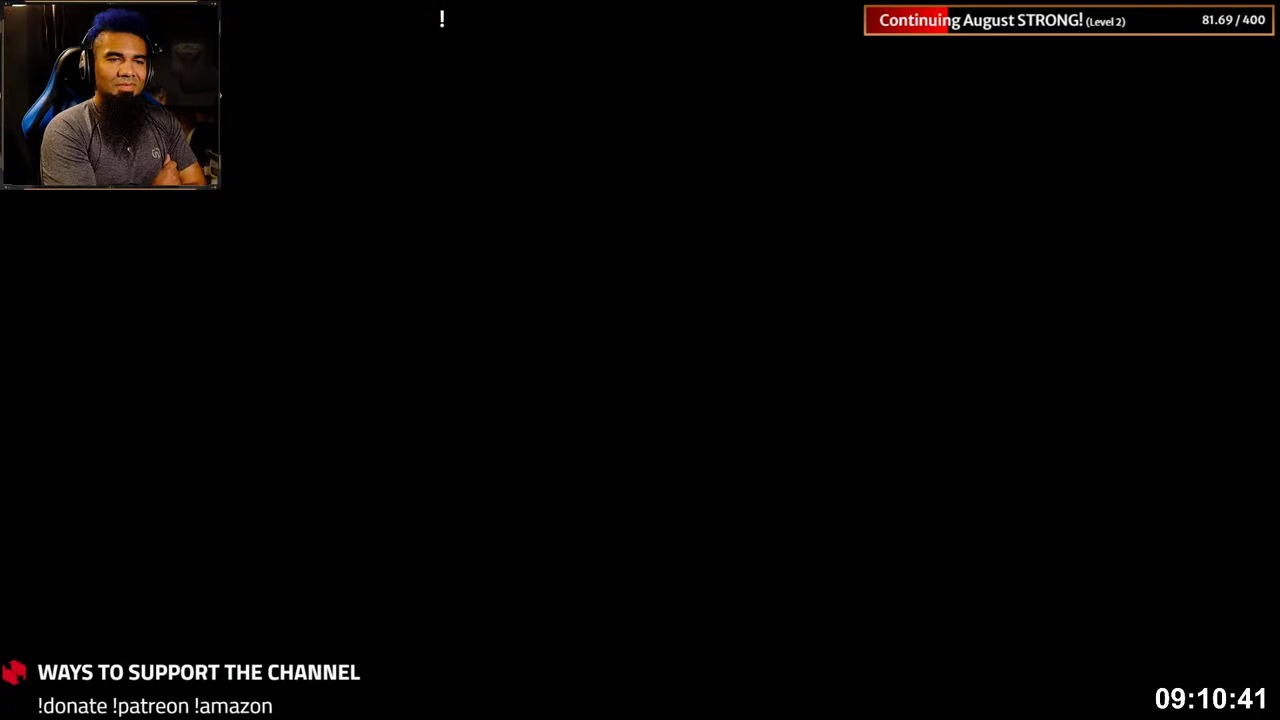 !
Continuing August STRONG! (Level 2) 81.69 / 400
WAYS TO SUPPORT THE CHANNEL
!donate !patreon !amazon
09:10:41